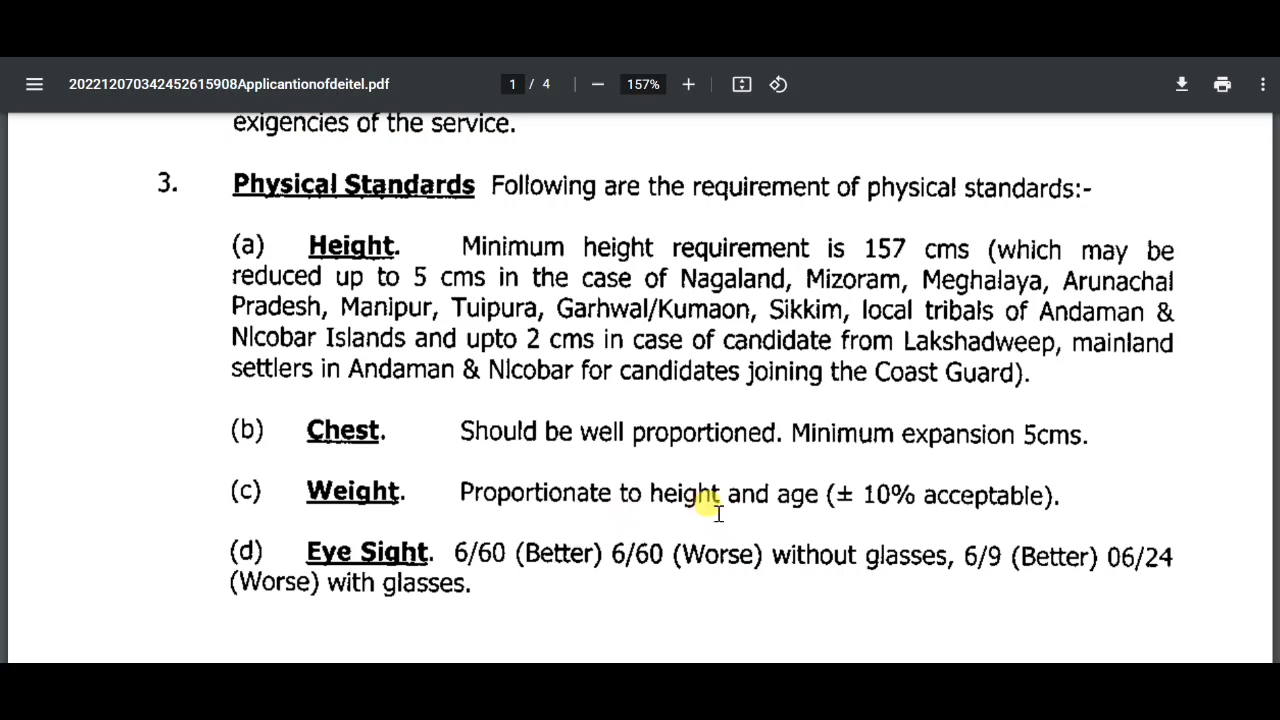 202212070342452615908Applicantionofdeitel.pdf 1 / 4 157%
exigencies of the service.
3. Physical Standards Following are the requirement of physical standards:-
(a) Height. Minimum height requirement is 157 cms (which may be
reduced up to 5 cms in the case of Nagaland, Mizoram, Meghalaya, Arunachal
Pradesh, Manipur, Tuipura, Garhwal/Kumaon, Sikkim, local tribals of Andaman &
NIcobar Islands and upto 2 cms in case of candidate from Lakshadweep, mainland
settlers in Andaman & NIcobar for candidates joining the Coast Guard).
(b) Chest. Should be well proportioned. Minimum expansion 5cms.
(c) Weight. Proportionate to height and age (± 10% acceptable).
(d) Eye Sight. 6/60 (Better) 6/60 (Worse) without glasses, 6/9 (Better) 06/24
(Worse) with glasses.